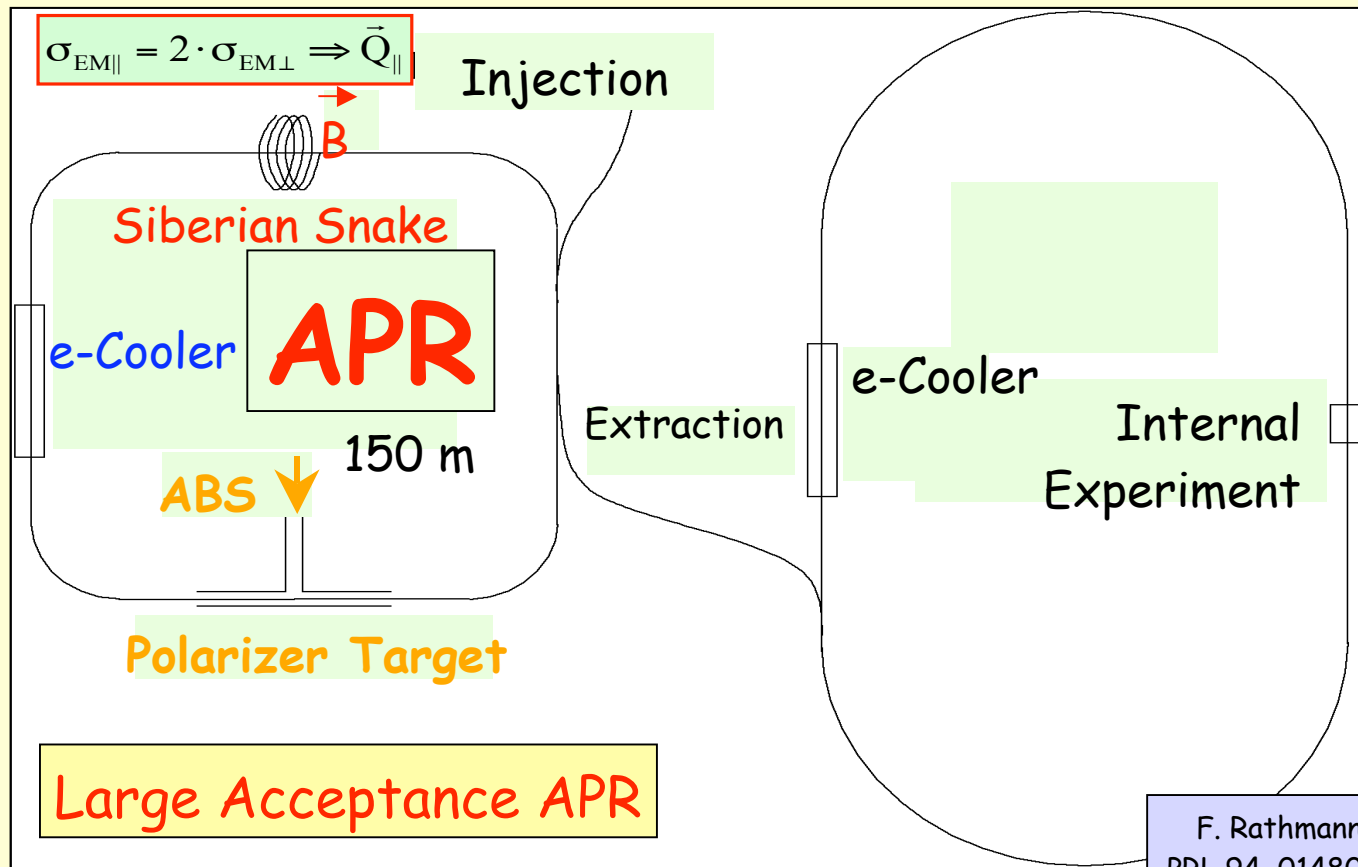 σEM|| = 2 · σEM⊥ ⇒ Q⃗||
Injection
B
Siberian Snake
e-Cooler
APR
150 m
ABS
Polarizer Target
Extraction
e-Cooler
Internal
Experiment
Large Acceptance APR
F. Rathmann